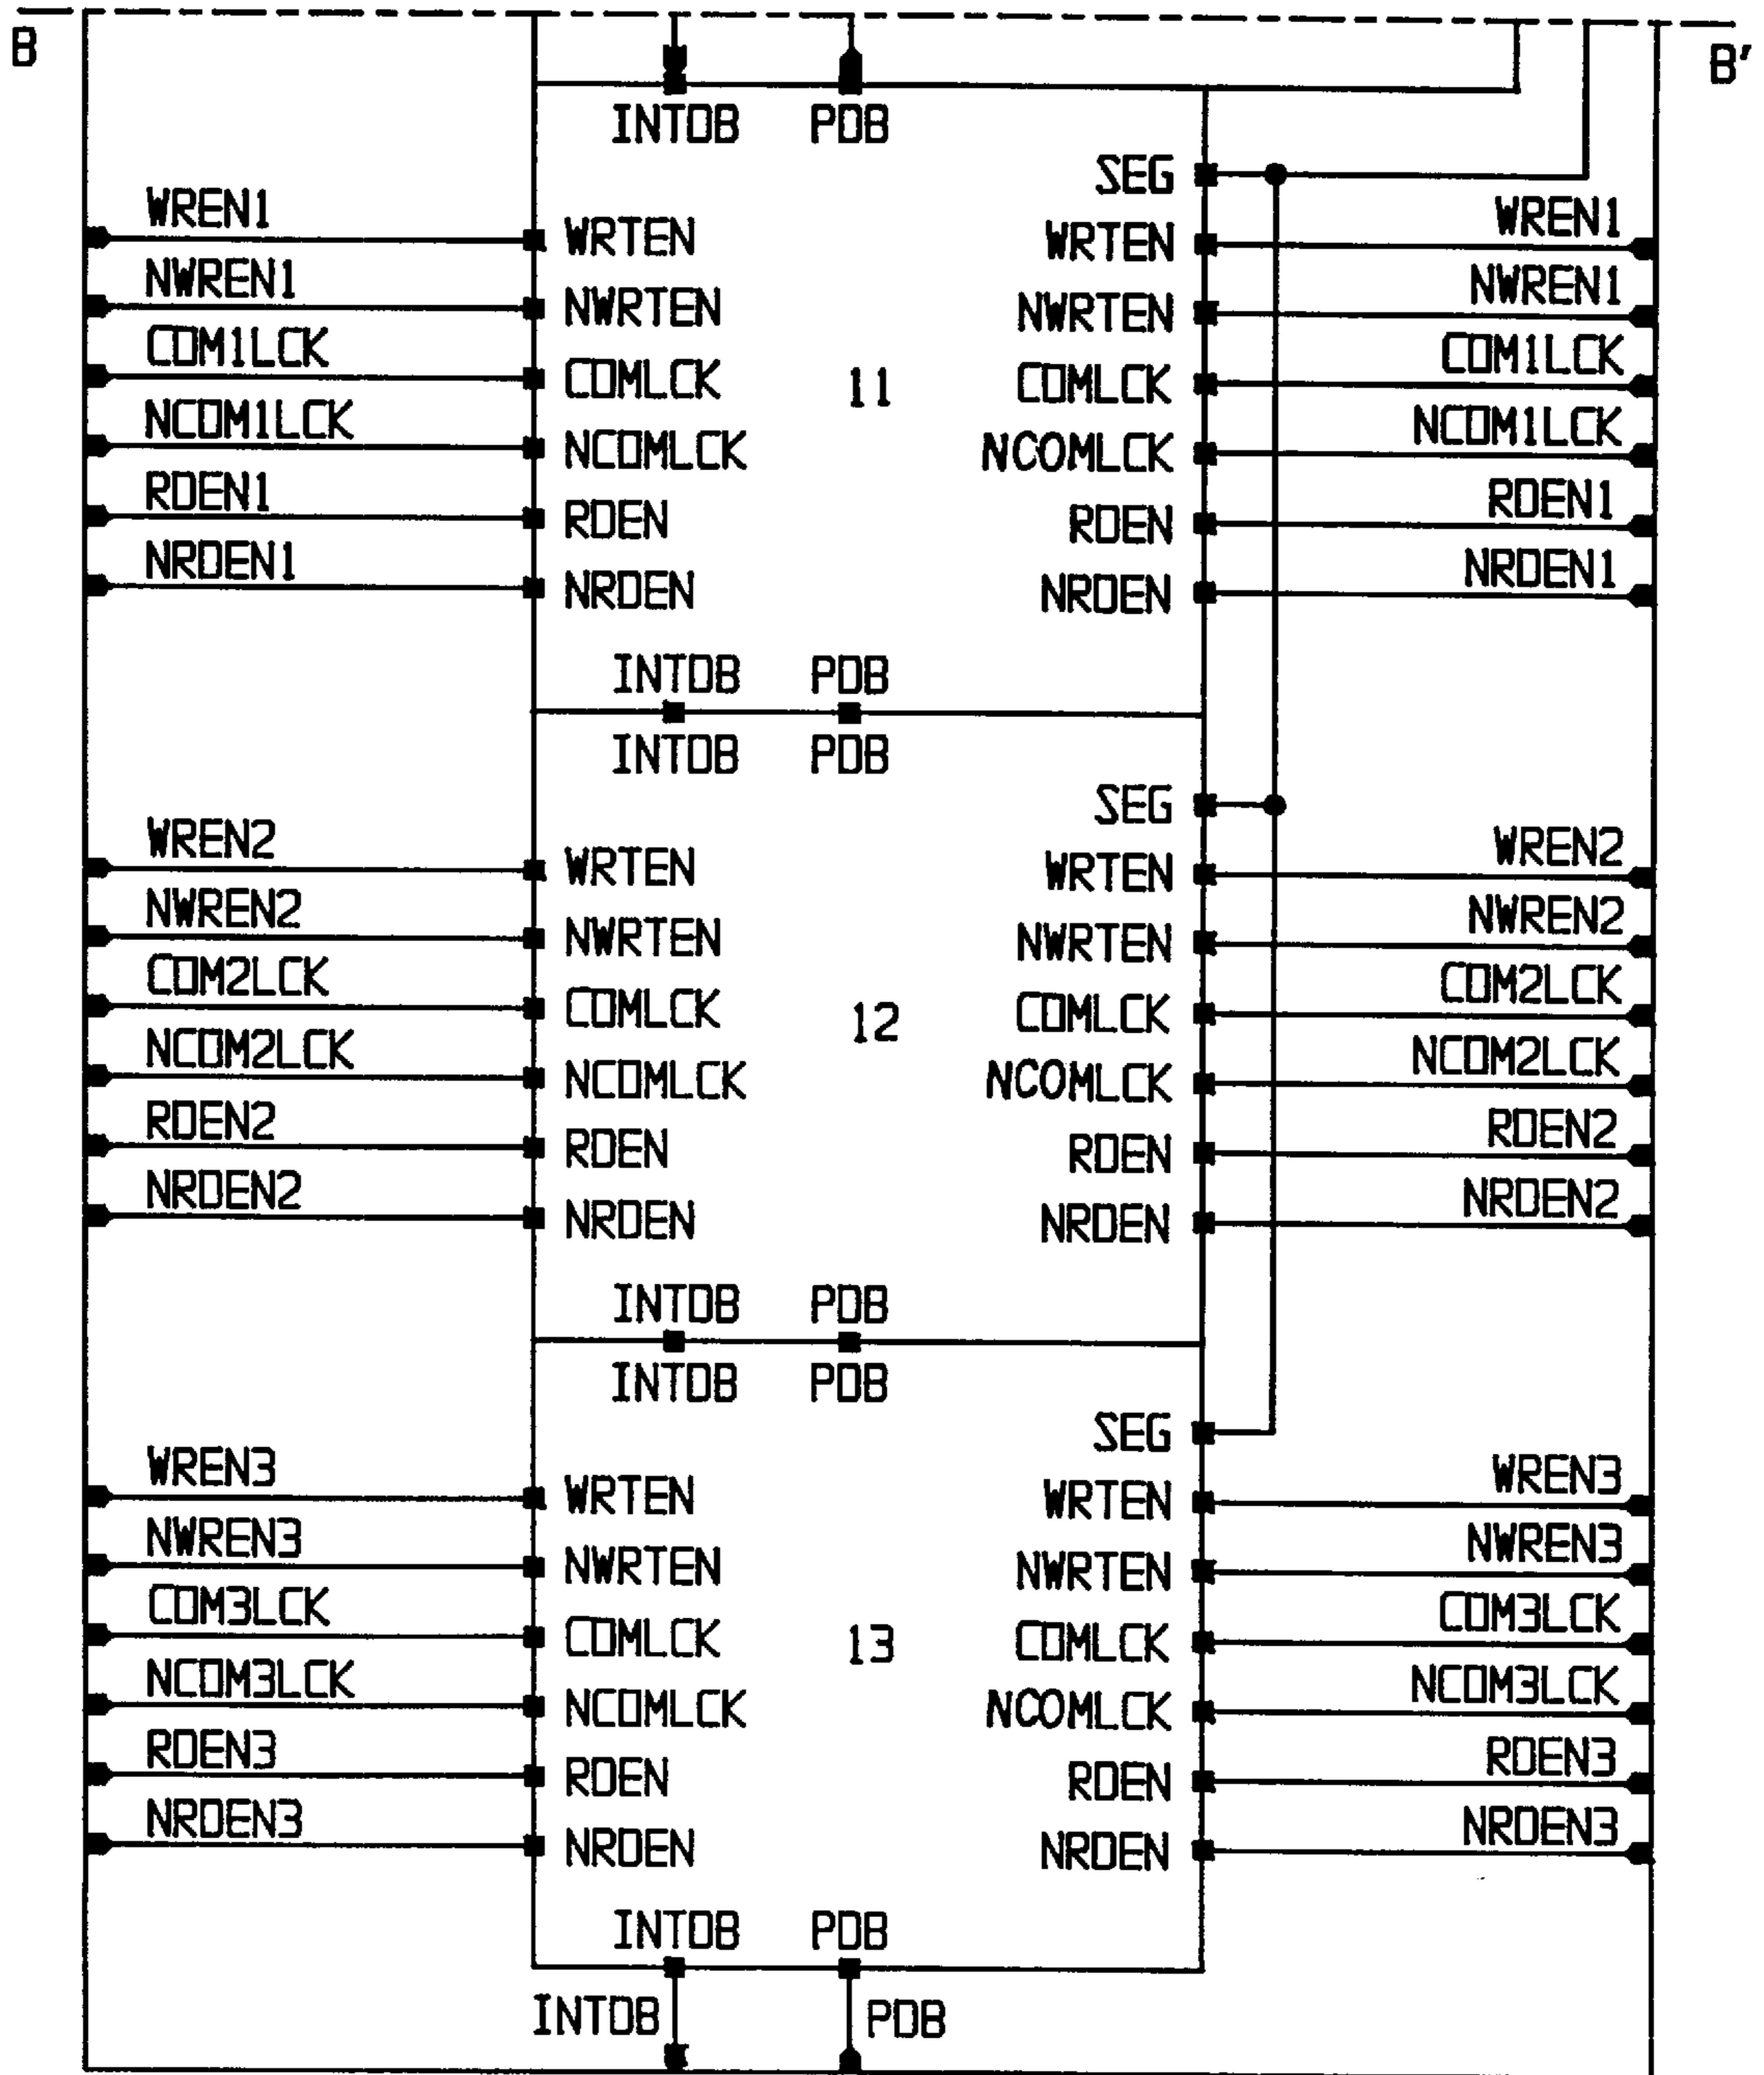 B B'
INTDB PDB
SEG
WREN1 WRTEN WRTEN WREN1
NWREN1 NWRTEN NWRTEN NWREN1
COM1LCK COMLCK 11 COMLCK COM1LCK
NCOM1LCK NCOMLCK NCOMLCK NCOM1LCK
RDEN1 RDEN RDEN RDEN1
NRDEN1 NRDEN NRDEN NRDEN1
INTDB PDB
INTDB PDB
SEG
WREN2 WRTEN WRTEN WREN2
NWREN2 NWRTEN NWRTEN NWREN2
COM2LCK COMLCK 12 COMLCK COM2LCK
NCOM2LCK NCOMLCK NCOMLCK NCOM2LCK
RDEN2 RDEN RDEN RDEN2
NRDEN2 NRDEN NRDEN NRDEN2
INTDB PDB
INTDB PDB
SEG
WREN3 WRTEN WRTEN WREN3
NWREN3 NWRTEN NWRTEN NWREN3
COM3LCK COMLCK 13 COMLCK COM3LCK
NCOM3LCK NCOMLCK NCOMLCK NCOM3LCK
RDEN3 RDEN RDEN RDEN3
NRDEN3 NRDEN NRDEN NRDEN3
INTDB PDB
INTDB PDB